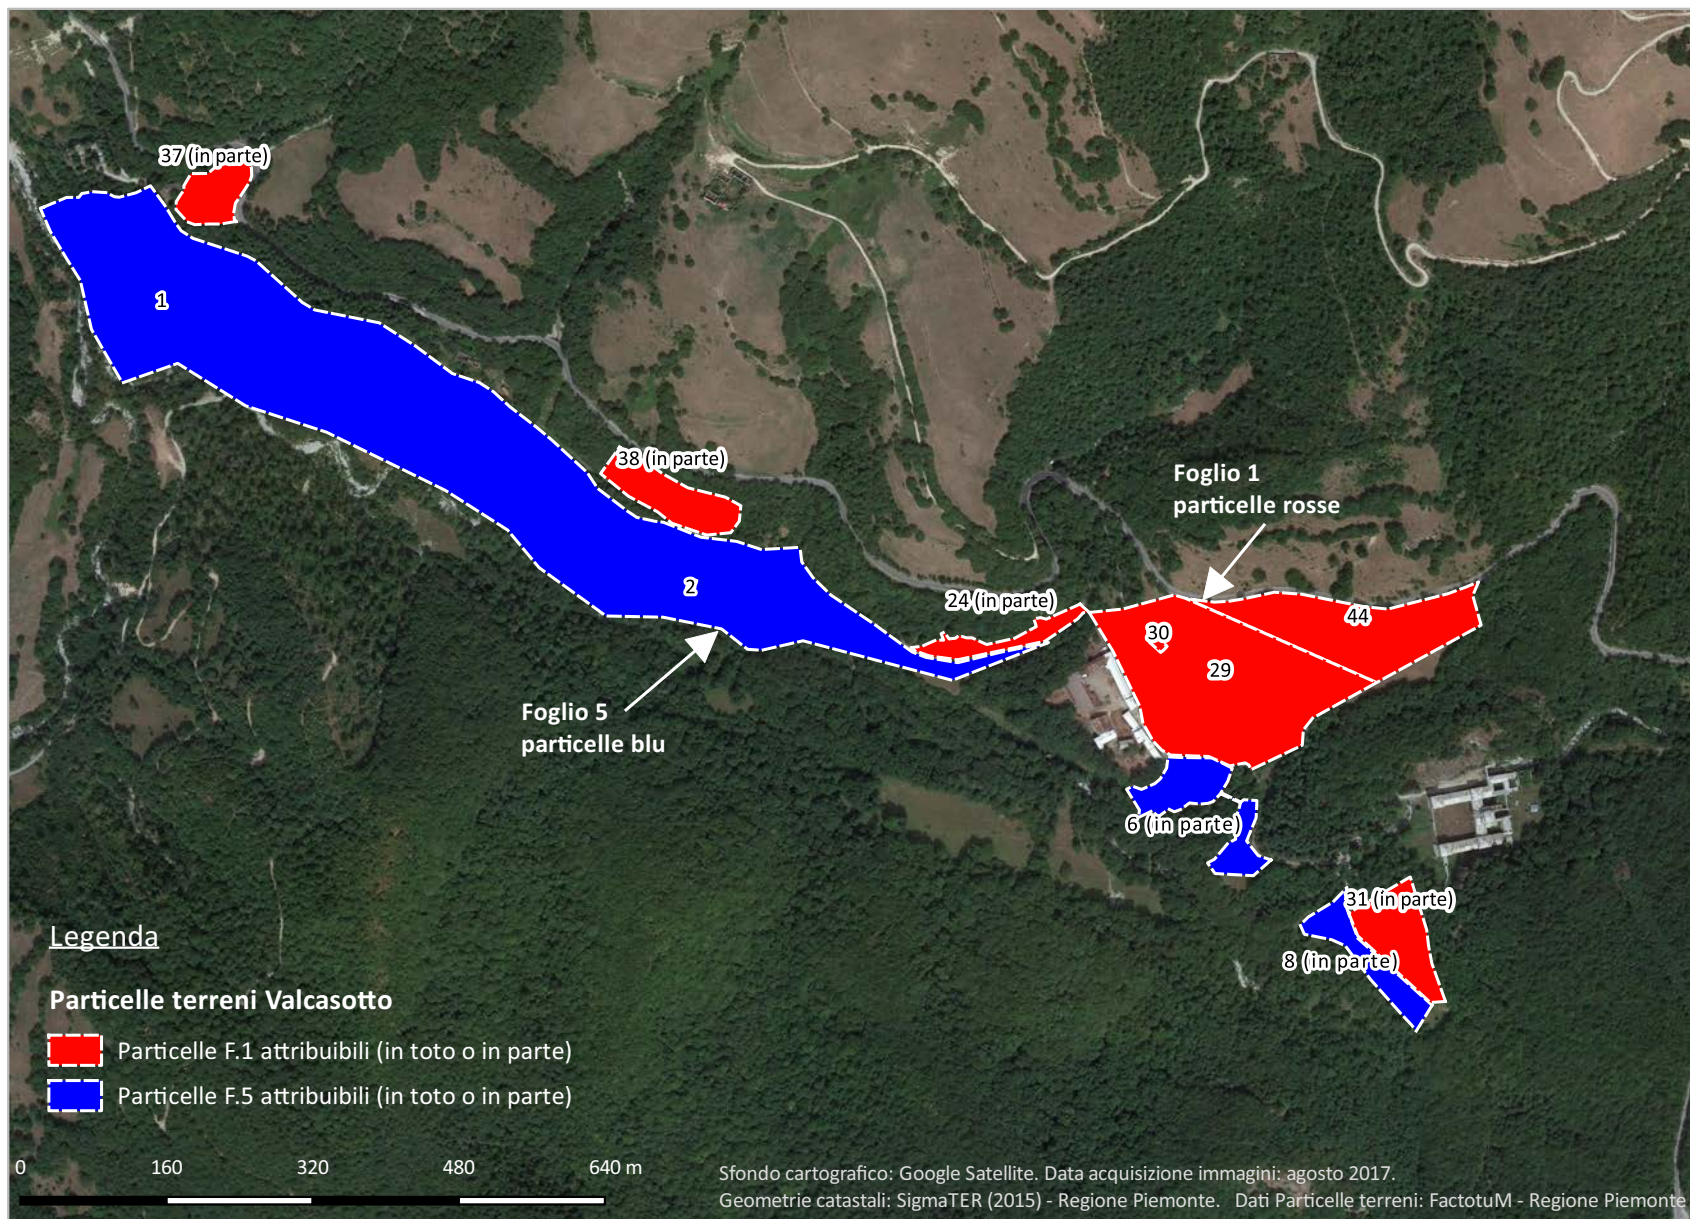 37 (in parte)
1
38 (in parte)
Foglio 1
particelle rosse
2
24 (in parte)
44
30
29
Foglio 5
particelle blu
6 (in parte)
31 (in parte)
8 (in parte)
Legenda
Particelle terreni Valcasotto
Particelle F.1 attribuibili (in toto o in parte)
Particelle F.5 attribuibili (in toto o in parte)
0 160 320 480 640 m
Sfondo cartografico: Google Satellite. Data acquisizione immagini: agosto 2017.
Geometrie catastali: SigmaTER (2015) - Regione Piemonte. Dati Particelle terreni: FactotuM - Regione Piemonte